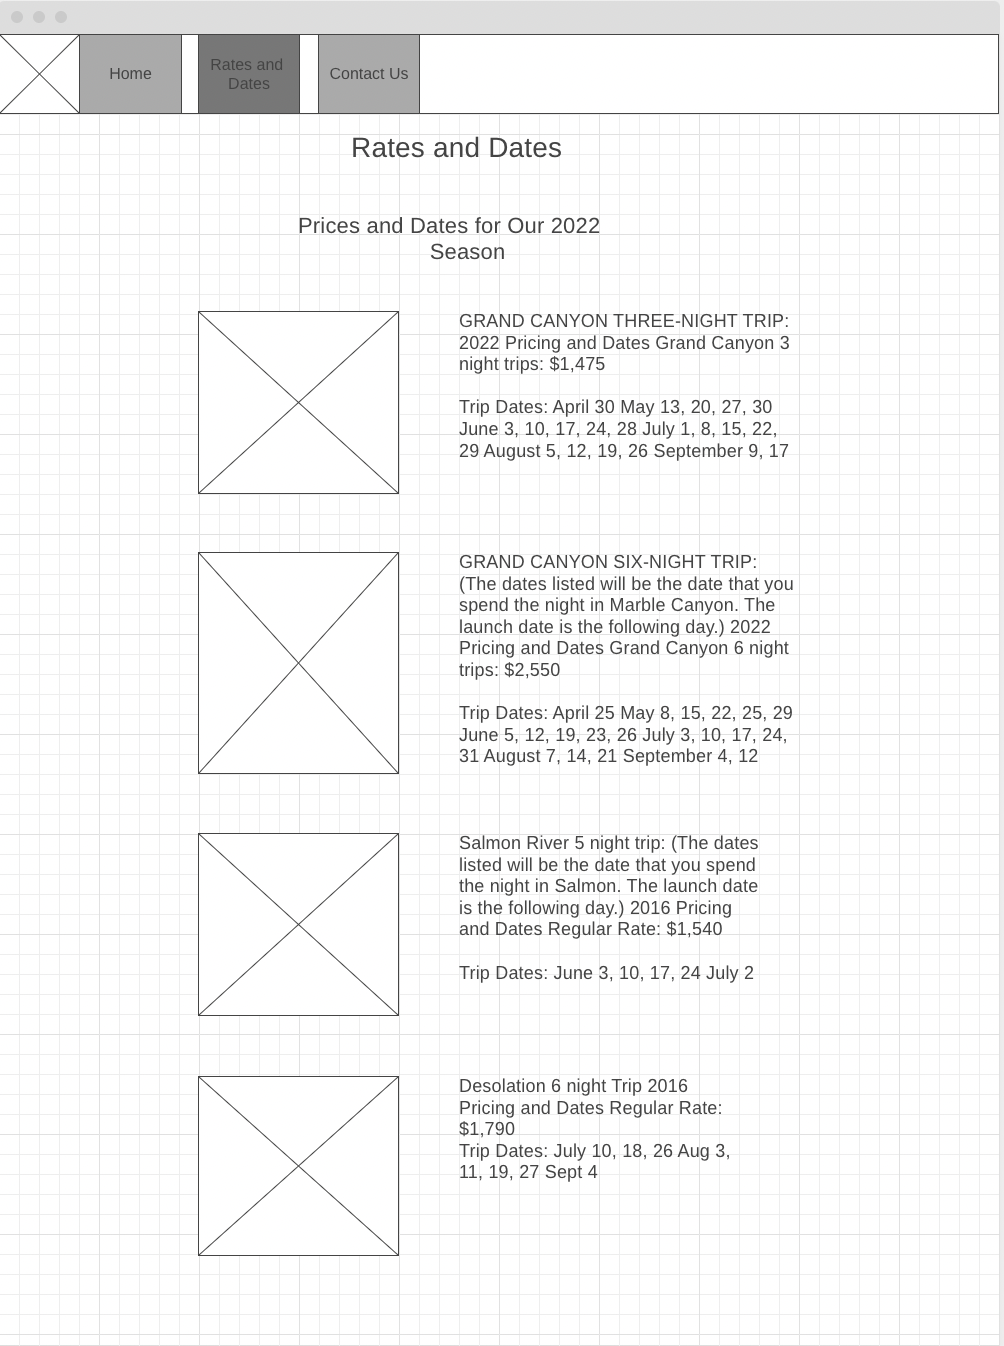 Home
Rates and
Dates
Contact Us
Rates and Dates
Prices and Dates for Our 2022
Season
GRAND CANYON THREE-NIGHT TRIP:
2022 Pricing and Dates Grand Canyon 3
night trips: $1,475
Trip Dates: April 30 May 13, 20, 27, 30
June 3, 10, 17, 24, 28 July 1, 8, 15, 22,
29 August 5, 12, 19, 26 September 9, 17
GRAND CANYON SIX-NIGHT TRIP:
(The dates listed will be the date that you
spend the night in Marble Canyon. The
launch date is the following day.) 2022
Pricing and Dates Grand Canyon 6 night
trips: $2,550
Trip Dates: April 25 May 8, 15, 22, 25, 29
June 5, 12, 19, 23, 26 July 3, 10, 17, 24,
31 August 7, 14, 21 September 4, 12
Salmon River 5 night trip: (The dates
listed will be the date that you spend
the night in Salmon. The launch date
is the following day.) 2016 Pricing
and Dates Regular Rate: $1,540
Trip Dates: June 3, 10, 17, 24 July 2
Desolation 6 night Trip 2016
Pricing and Dates Regular Rate:
$1,790
Trip Dates: July 10, 18, 26 Aug 3,
11, 19, 27 Sept 4